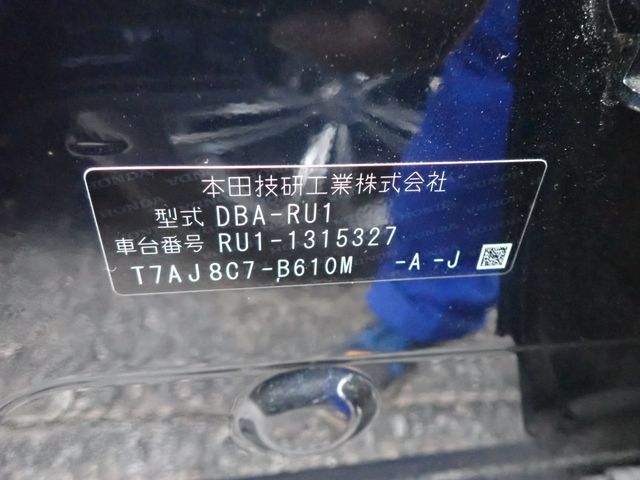 本田技研工業株式会社
型式 DBA-RU1
車台番号 RU1-1315327
T7AJ8C7-B610M -A-J